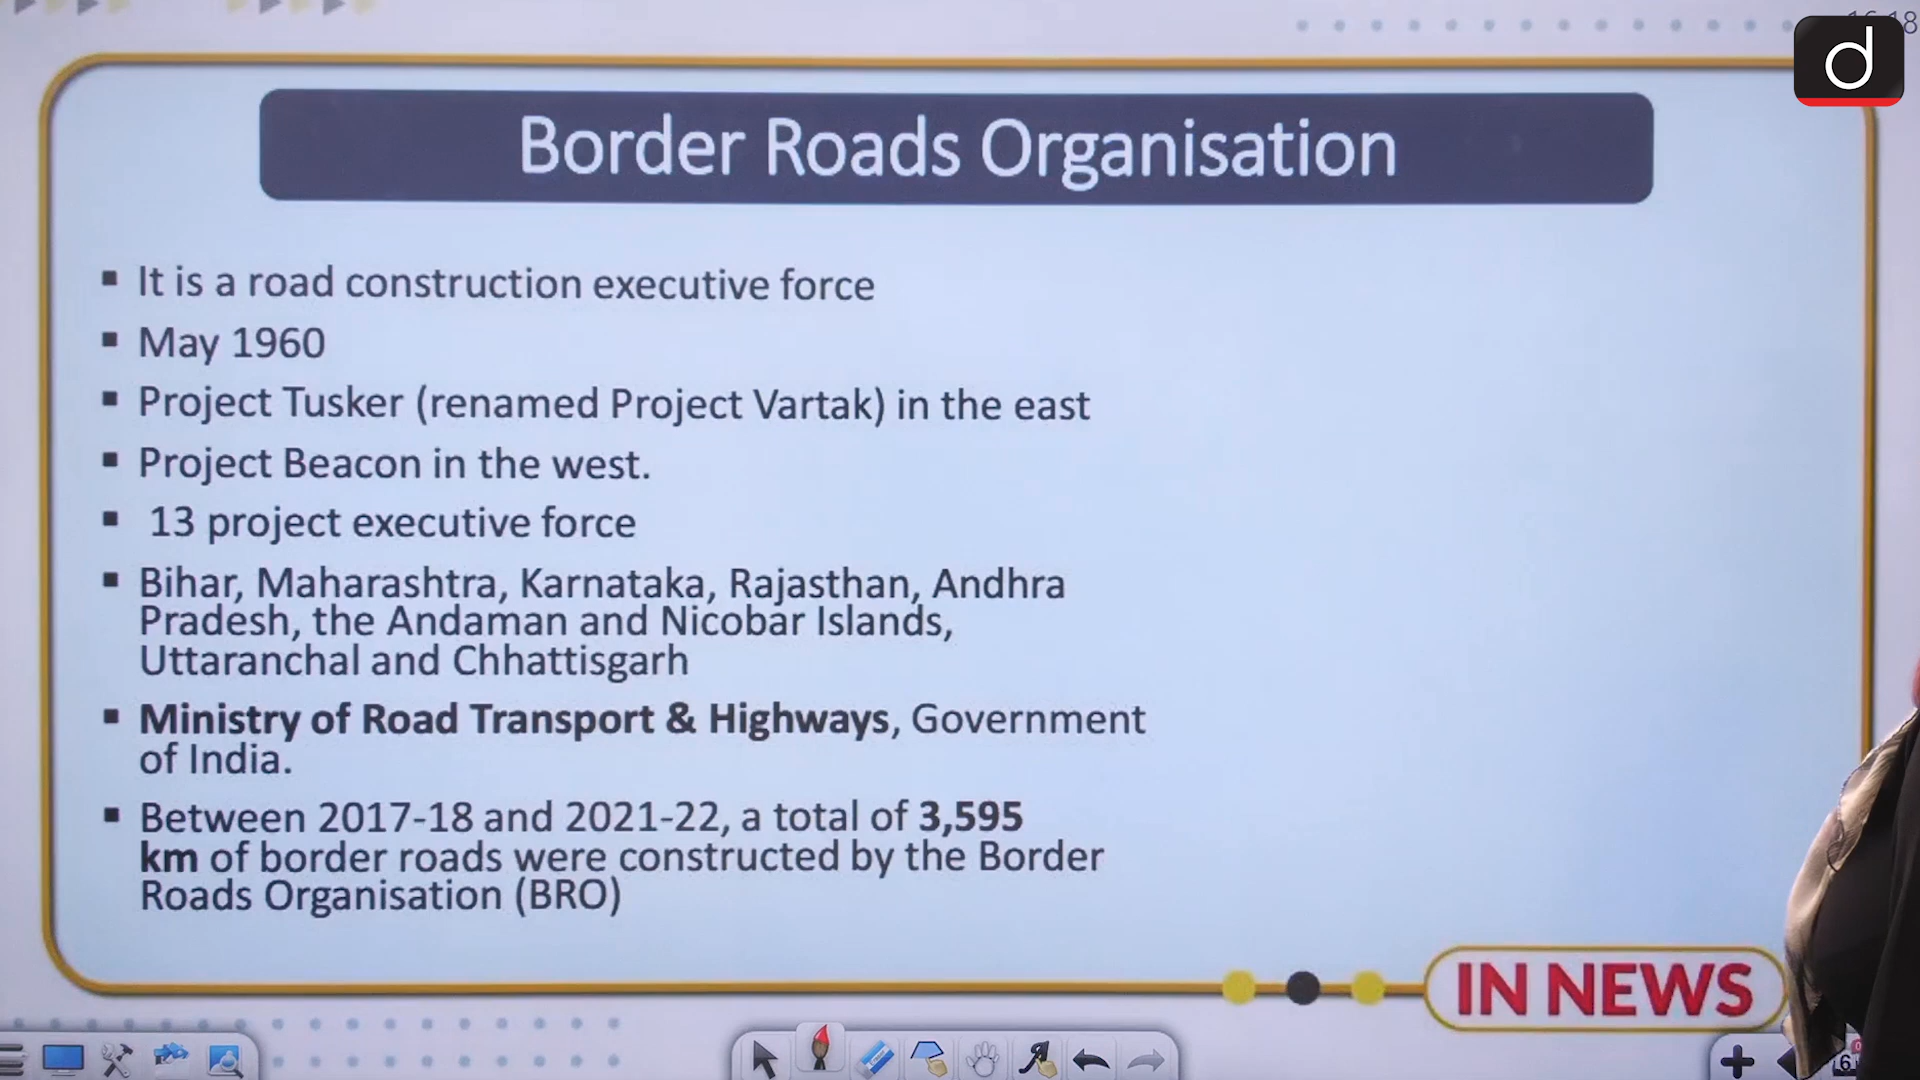 Border Roads Organisation
It is a road construction executive force
May 1960
Project Tusker (renamed Project Vartak) in the east
Project Beacon in the west.
13 project executive force
Bihar, Maharashtra, Karnataka, Rajasthan, Andhra
Pradesh, the Andaman and Nicobar Islands,
Uttaranchal and Chhattisgarh
Ministry of Road Transport & Highways, Government
of India.
Between 2017-18 and 2021-22, a total of 3,595
km of border roads were constructed by the Border
Roads Organisation (BRO)
IN NEWS